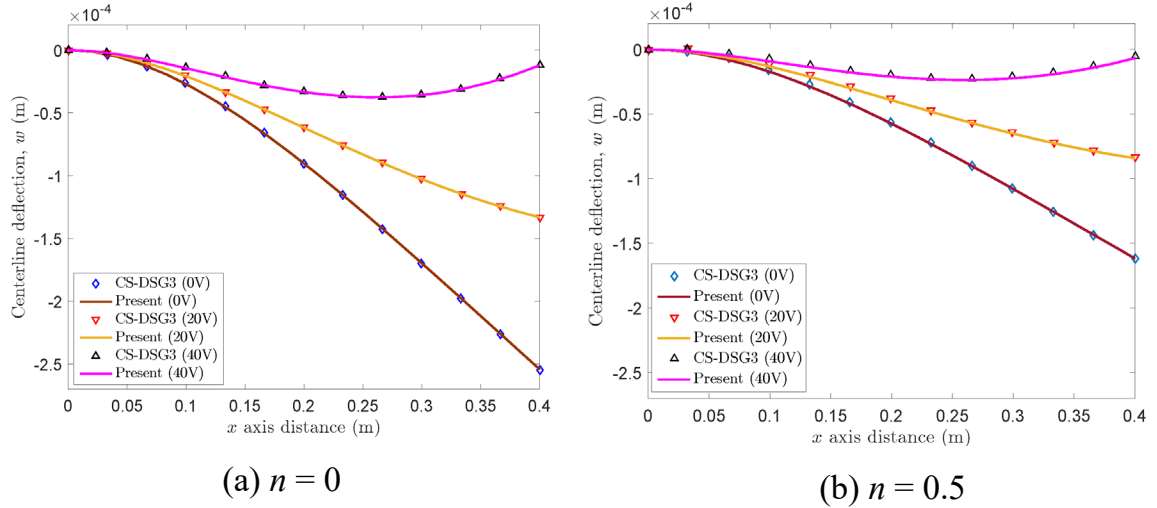 ×10⁻⁴
Centerline deflection, w (m)
0
-0.5
-1
-1.5
-2
-2.5
CS-DSG3 (0V)
Present (0V)
CS-DSG3 (20V)
Present (20V)
CS-DSG3 (40V)
Present (40V)
0 0.05 0.1 0.15 0.2 0.25 0.3 0.35 0.4
x axis distance (m)
(a) n = 0
×10⁻⁴
Centerline deflection, w (m)
0
-0.5
-1
-1.5
-2
-2.5
CS-DSG3 (0V)
Present (0V)
CS-DSG3 (20V)
Present (20V)
CS-DSG3 (40V)
Present (40V)
0 0.05 0.1 0.15 0.2 0.25 0.3 0.35 0.4
x axis distance (m)
(b) n = 0.5